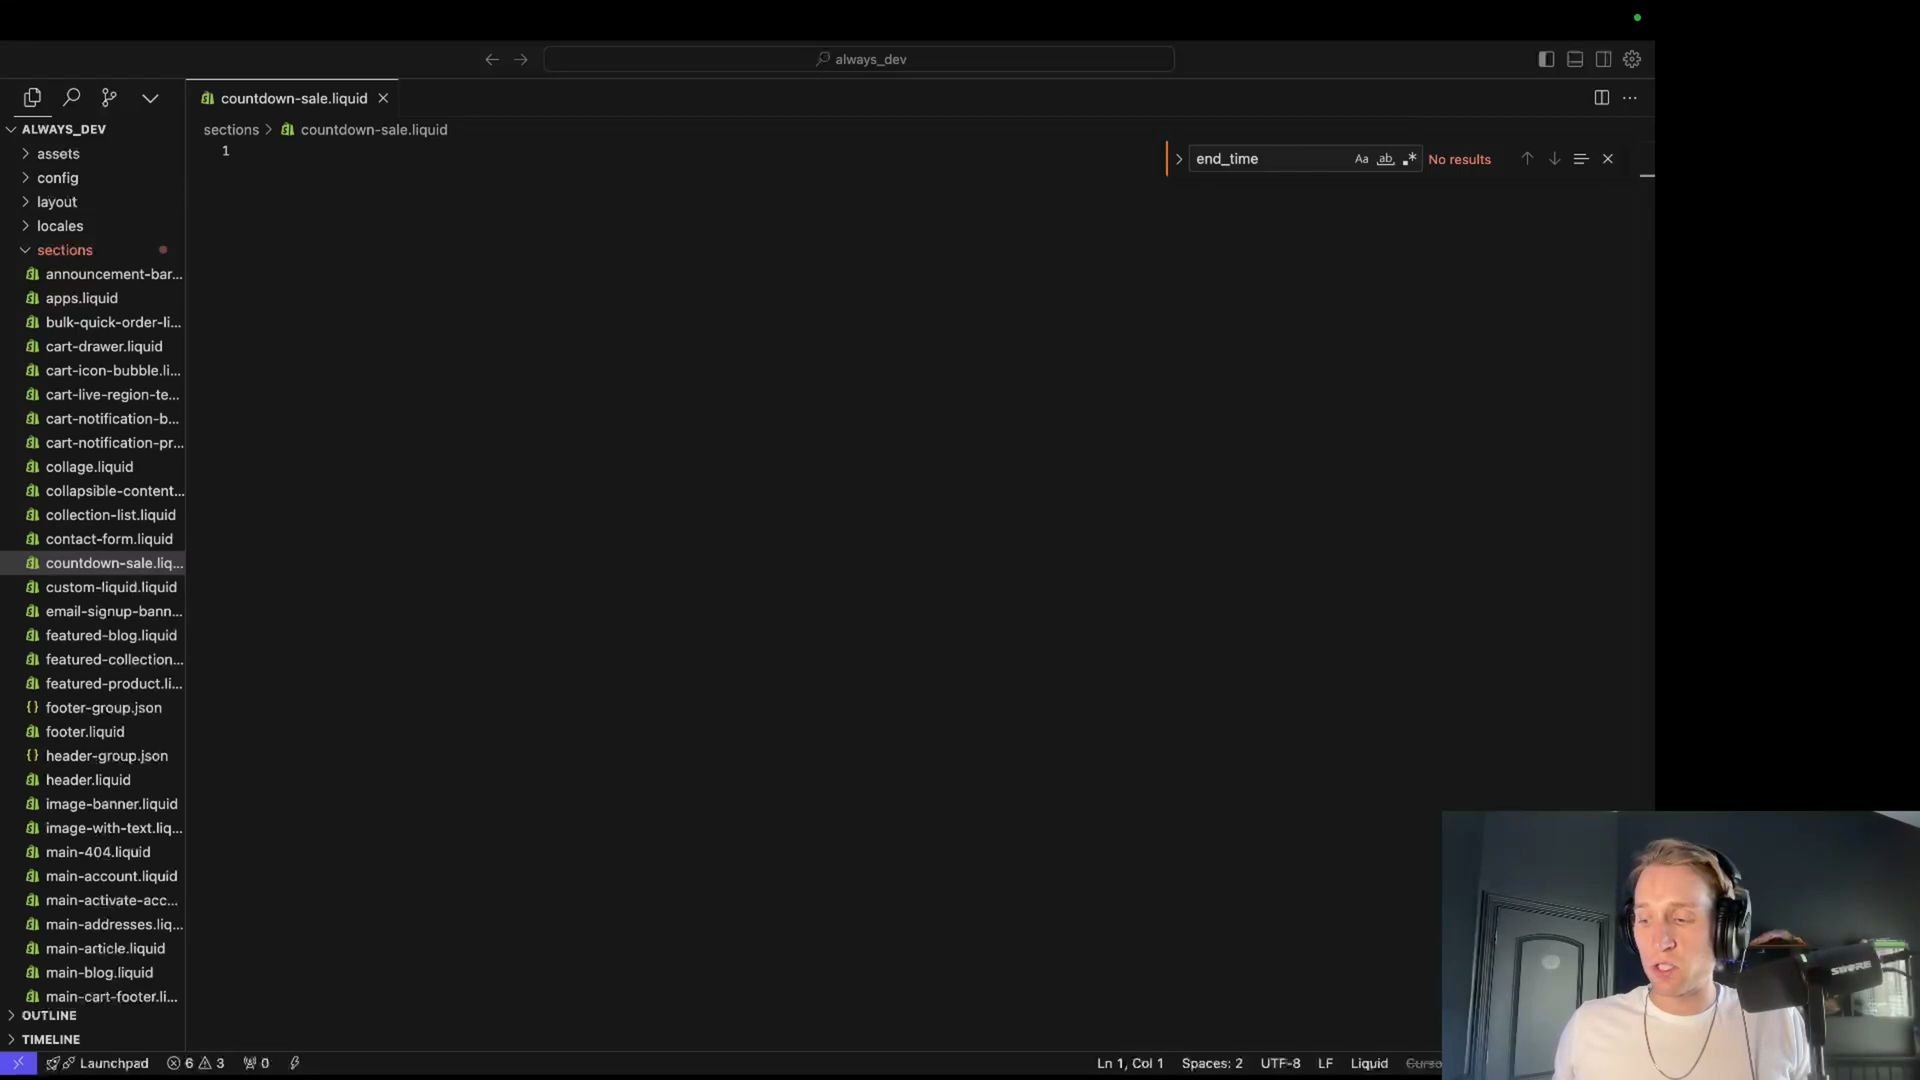 always_dev
countdown-sale.liquid
ALWAYS_DEV
sections
countdown-sale.liquid
1
end_time
Aa
ab
No results
assets
config
layout
locales
sections
announcement-bar...
apps.liquid
bulk-quick-order-li...
cart-drawer.liquid
cart-icon-bubble.li...
cart-live-region-te...
cart-notification-b...
cart-notification-pr...
collage.liquid
collapsible-content...
collection-list.liquid
contact-form.liquid
countdown-sale.liq...
custom-liquid.liquid
email-signup-bann...
featured-blog.liquid
featured-collection...
featured-product.li...
footer-group.json
footer.liquid
header-group.json
header.liquid
image-banner.liquid
image-with-text.liq...
main-404.liquid
main-account.liquid
main-activate-acc...
main-addresses.liq...
main-article.liquid
main-blog.liquid
main-cart-footer.li...
OUTLINE
TIMELINE
Launchpad
6
3
0
Ln 1, Col 1
Spaces: 2
UTF-8
LF
Liquid
Curso
SHURE